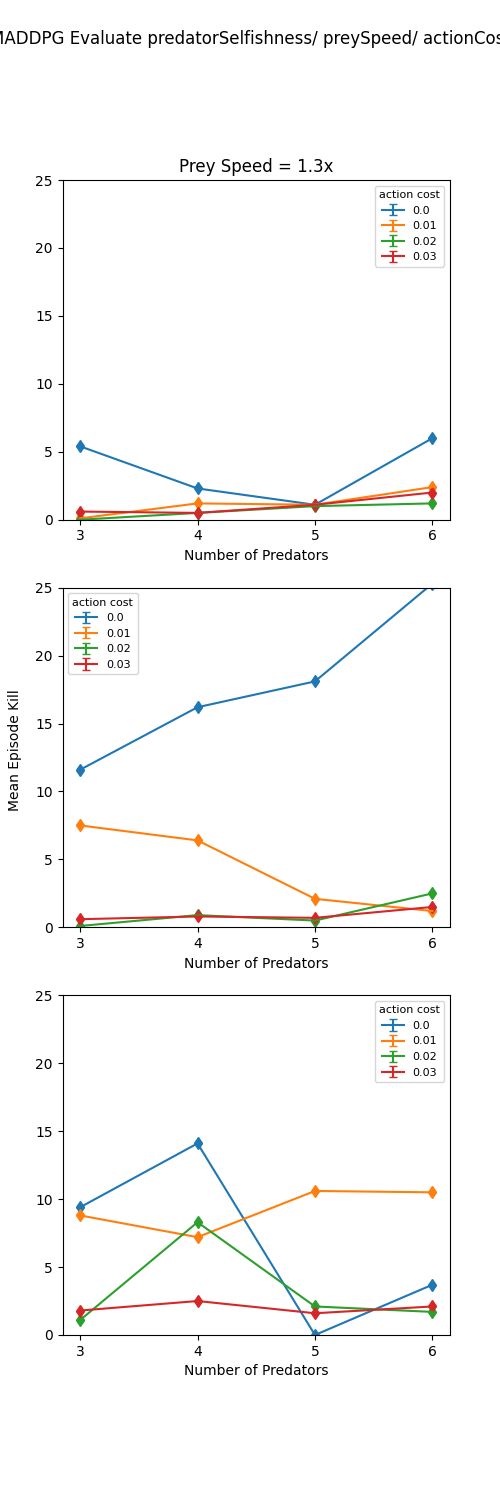 MADDPG Evaluate predatorSelfishness/ preySpeed/ actionCos
Prey Speed = 1.3x
25
20
15
10
5
0
3 4 5 6
Number of Predators
action cost
0.0
0.01
0.02
0.03
Mean Episode Kill
25
20
15
10
5
0
3 4 5 6
Number of Predators
action cost
0.0
0.01
0.02
0.03
25
20
15
10
5
0
3 4 5 6
Number of Predators
action cost
0.0
0.01
0.02
0.03